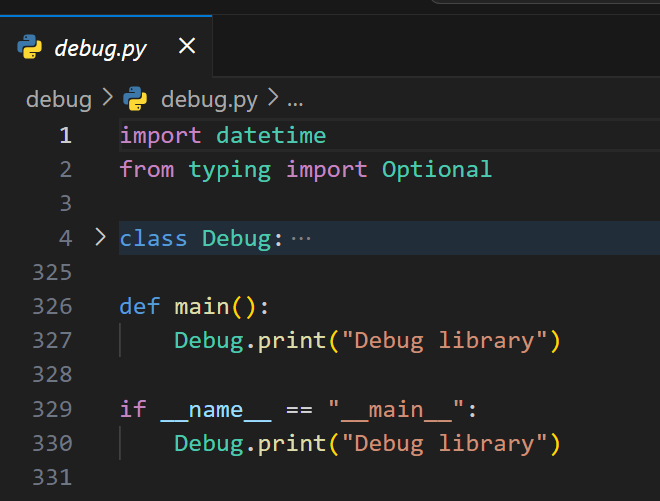 debug.py ×
debug > debug.py > ...
1 import datetime
2 from typing import Optional
3
4 > class Debug:···
325
326 def main():
327     Debug.print("Debug library")
328
329 if __name__ == "__main__":
330     Debug.print("Debug library")
331